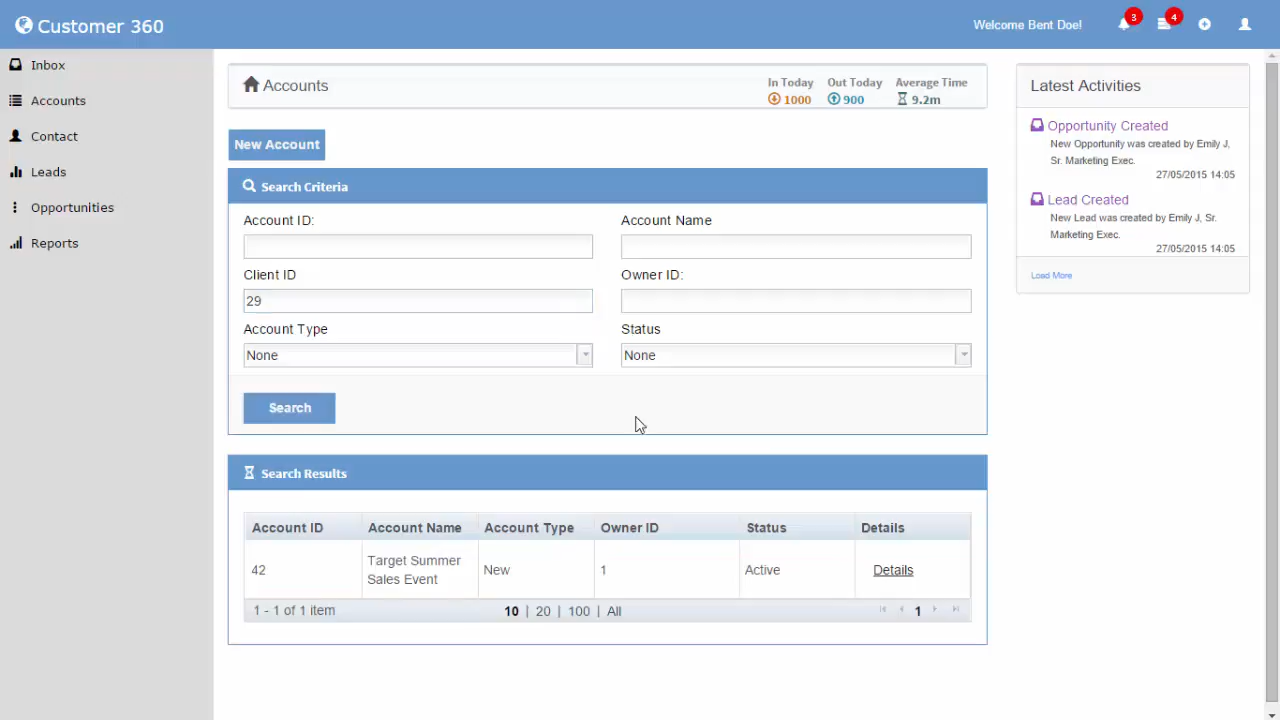 Customer 360
Welcome Bent Doe!
3
4
Inbox
Accounts
Contact
Leads
Opportunities
Reports
Accounts
In Today
1000
Out Today
900
Average Time
9.2m
New Account
Search Criteria
Account ID:
Account Name
Client ID
29
Owner ID:
Account Type
None
Status
None
Search
Search Results
Account ID Account Name Account Type Owner ID Status Details
42 Target Summer New 1 Active Details
Sales Event
1 - 1 of 1 item 10 | 20 | 100 | All 1
Latest Activities
Opportunity Created
New Opportunity was created by Emily J,
Sr. Marketing Exec.
27/05/2015 14:05
Lead Created
New Lead was created by Emily J, Sr.
Marketing Exec.
27/05/2015 14:05
Load More